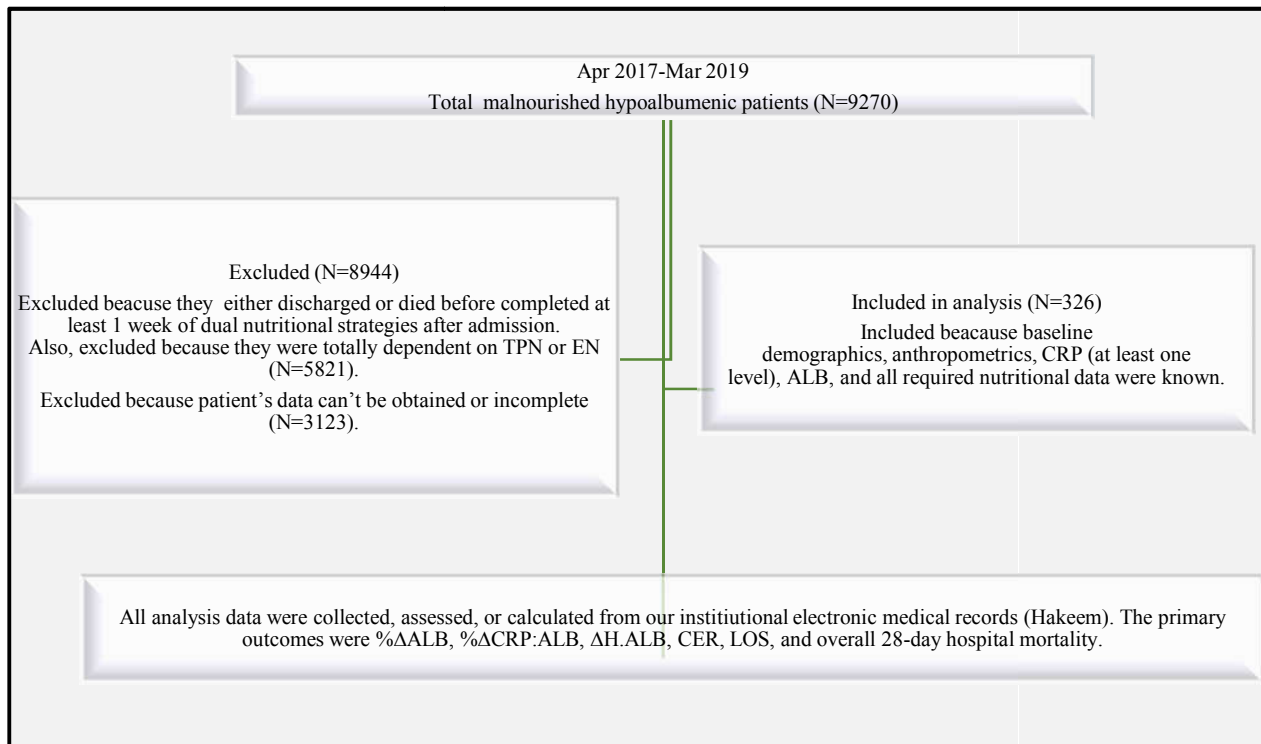 Apr 2017-Mar 2019
Total malnourished hypoalbumenic patients (N=9270)
Excluded (N=8944)
Excluded beacuse they either discharged or died before completed at
least 1 week of dual nutritional strategies after admission.
Also, excluded because they were totally dependent on TPN or EN
(N=5821).
Excluded because patient’s data can’t be obtained or incomplete
(N=3123).
Included in analysis (N=326)
Included beacause baseline
demographics, anthropometrics, CRP (at least one
level), ALB, and all required nutritional data were known.
All analysis data were collected, assessed, or calculated from our institiutional electronic medical records (Hakeem). The primary
outcomes were %ΔALB, %ΔCRP:ALB, ΔH.ALB, CER, LOS, and overall 28-day hospital mortality.